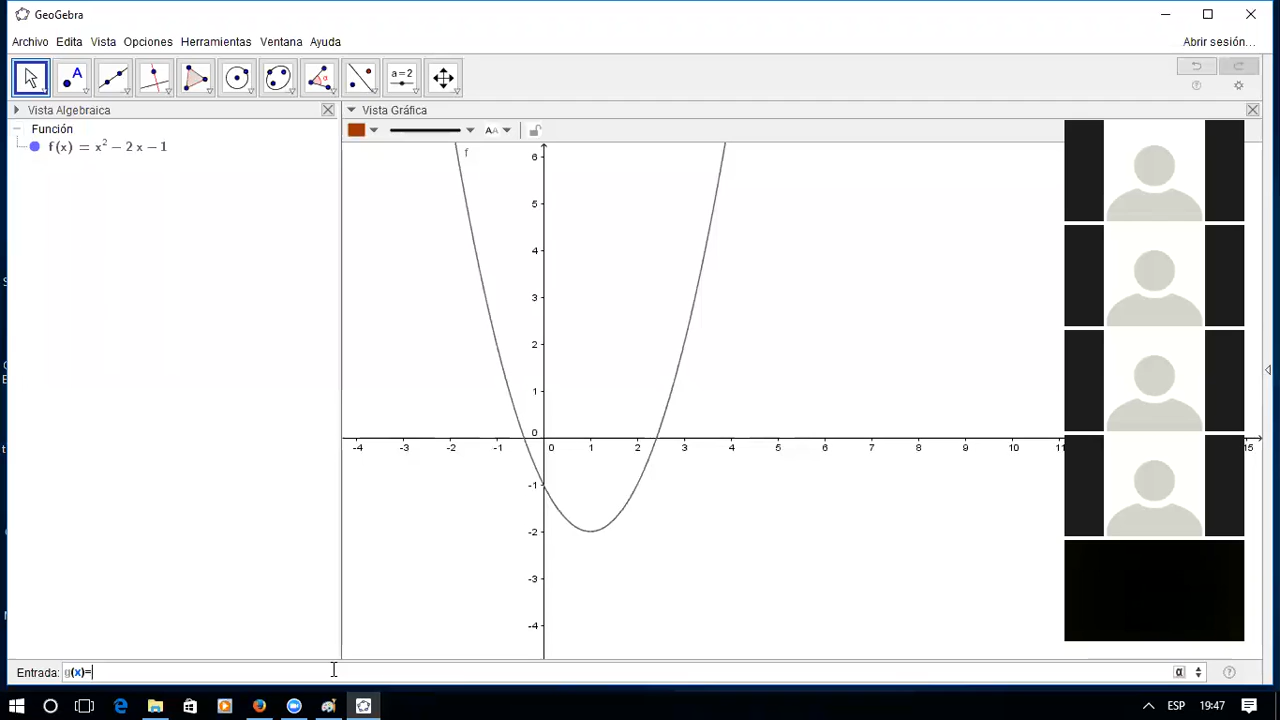 GeoGebra
Archivo Edita Vista Opciones Herramientas Ventana Ayuda Abrir sesión...
A a=2
Vista Algebraica Vista Gráfica
AA
Función
f(x) = x² − 2 x − 1
f
6
5
4
3
2
1
0
-4 -3 -2 -1 0 1 2 3 4 5 6 7 8 9 10 11 15
-1
-2
-3
-4
Entrada: g(x)= α
ESP 19:47